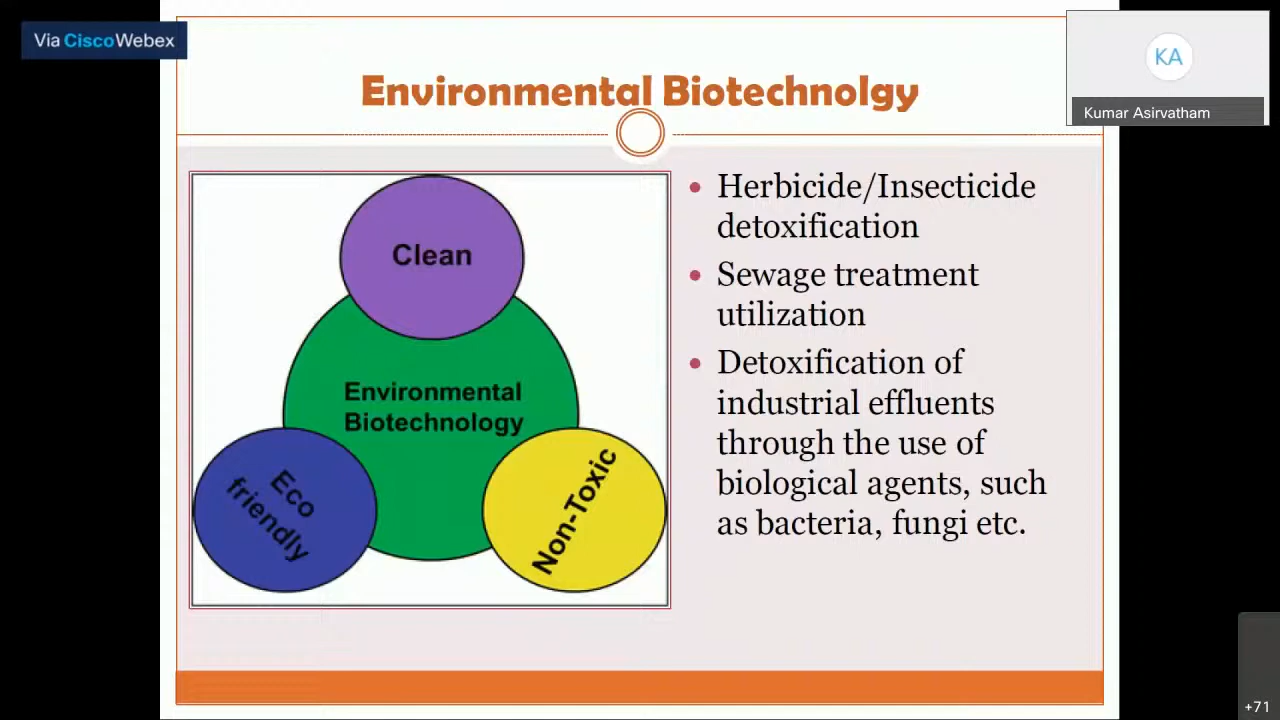 Via CiscoWebex
KA
Kumar Asirvatham
Environmental Biotechnolgy
Clean
Environmental
Biotechnology
Eco
friendly
Non-Toxic
• Herbicide/Insecticide
detoxification
• Sewage treatment
utilization
• Detoxification of
industrial effluents
through the use of
biological agents, such
as bacteria, fungi etc.
+71